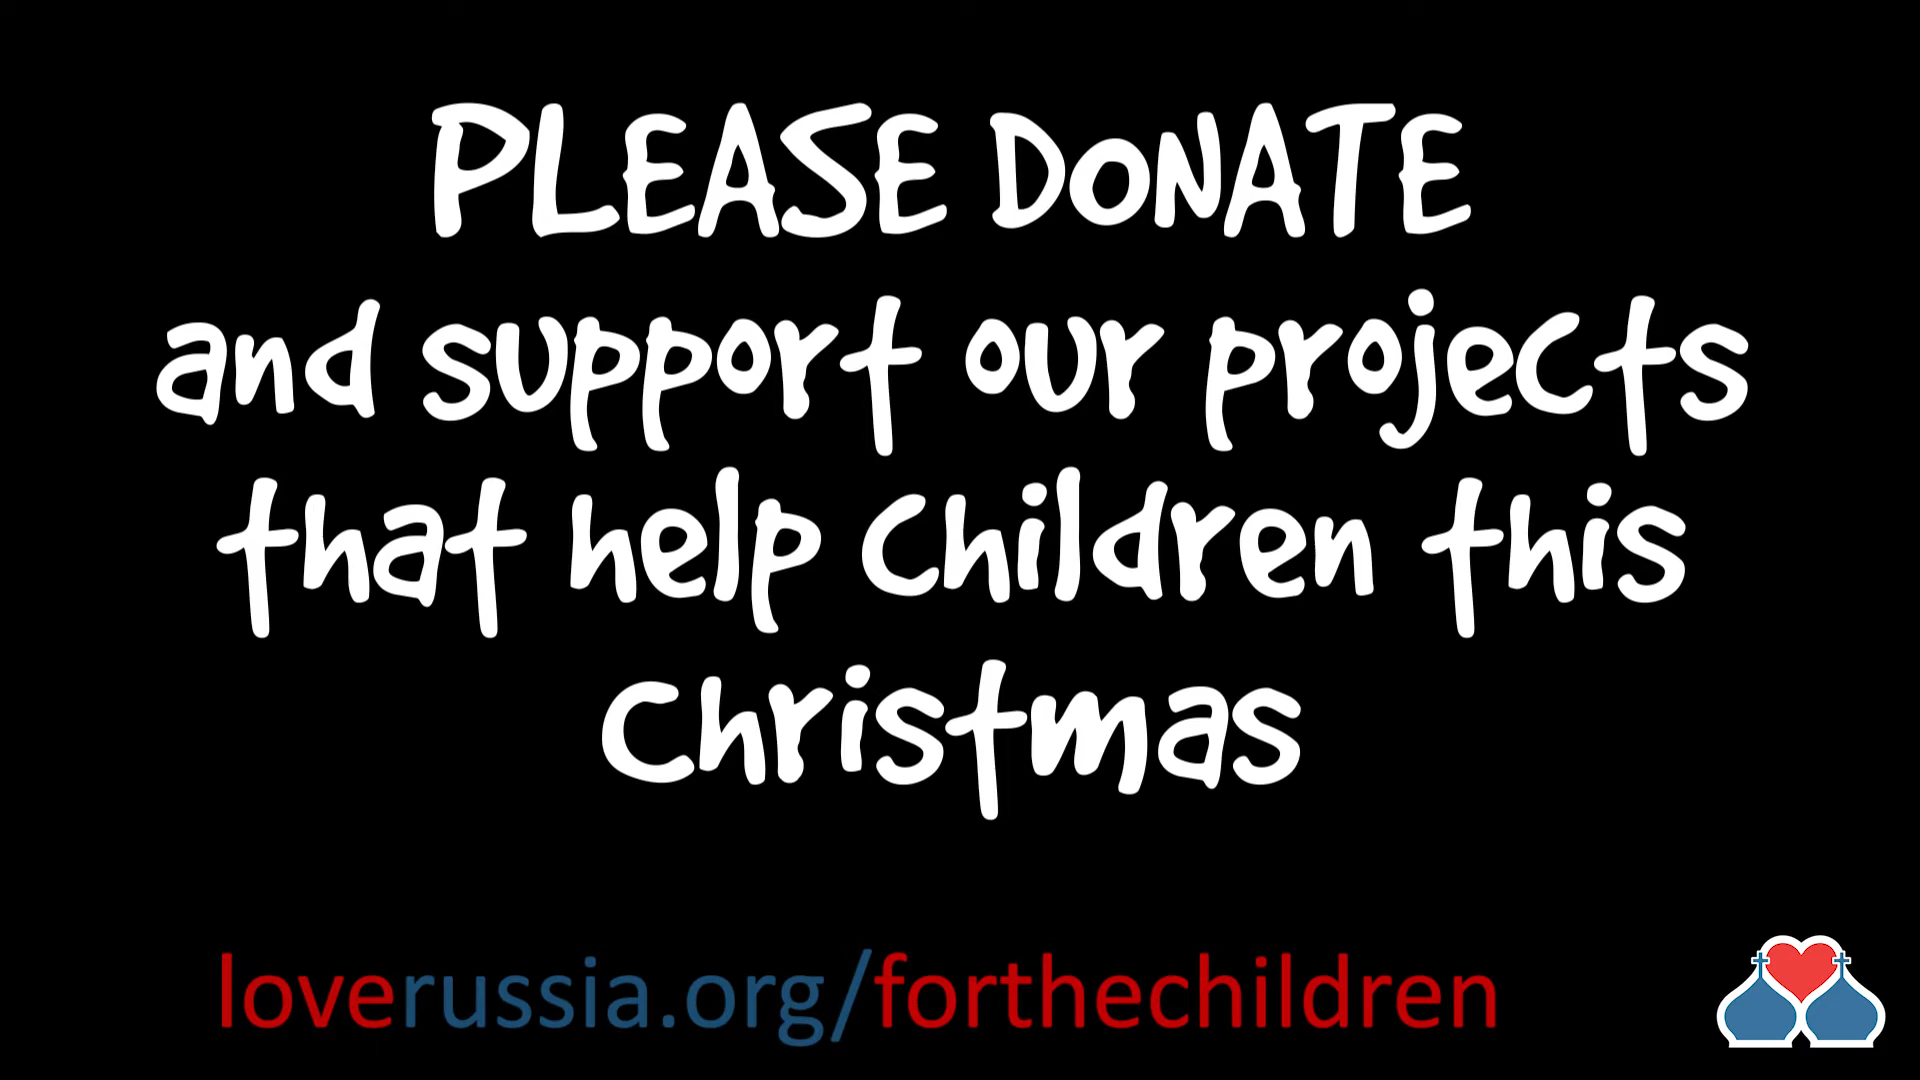 PLEASE DONATE
and support our projects
that help children this
Christmas
loverussia.org/forthechildren